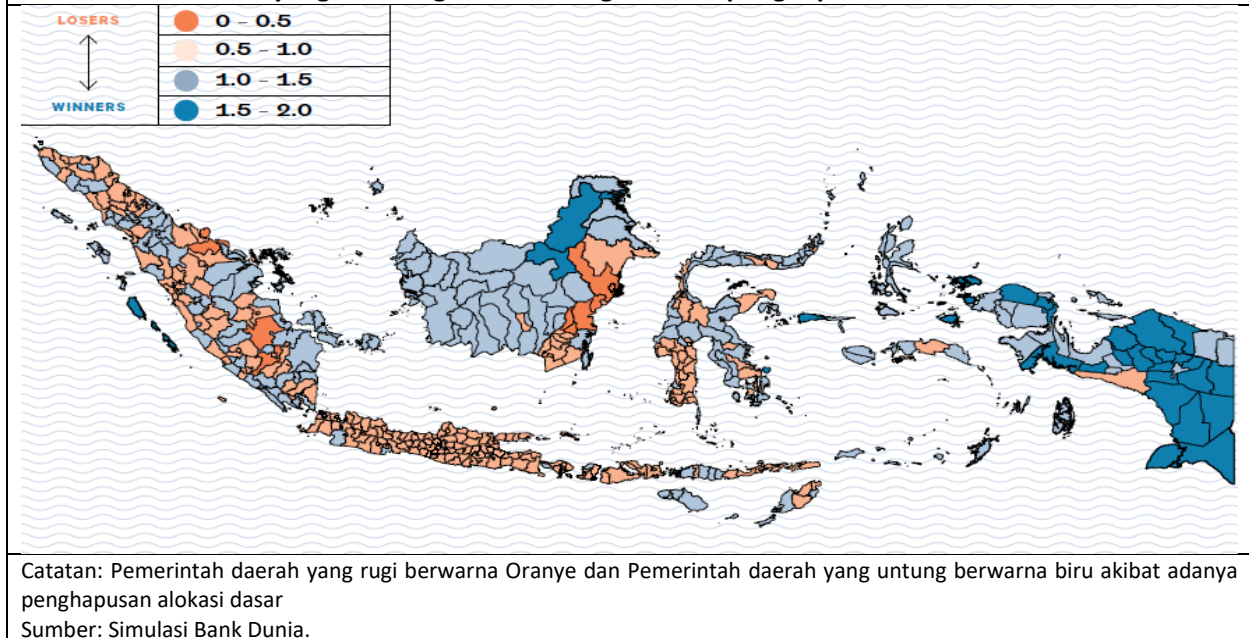 LOSERS
0 – 0.5
0.5 – 1.0
1.0 – 1.5
WINNERS
1.5 – 2.0
Catatan: Pemerintah daerah yang rugi berwarna Oranye dan Pemerintah daerah yang untung berwarna biru akibat adanya
penghapusan alokasi dasar
Sumber: Simulasi Bank Dunia.